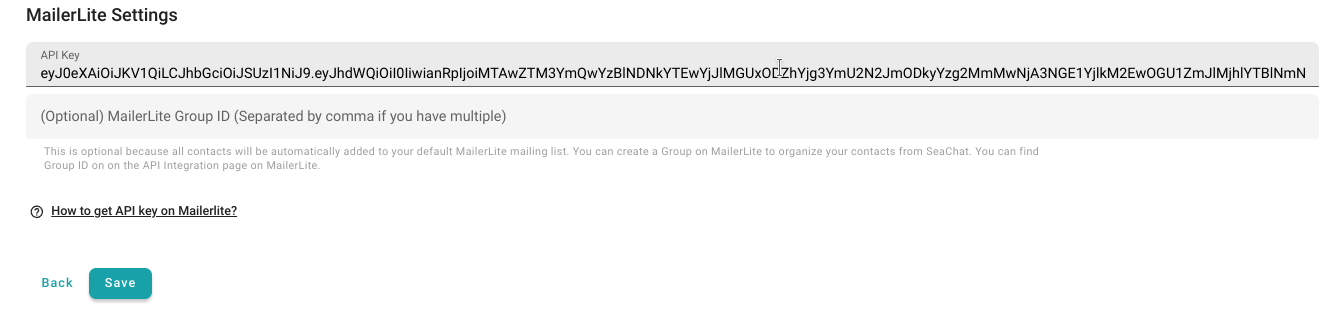 MailerLite Settings
API Key
(Optional) MailerLite Group ID (Separated by comma if you have multiple)
This is optional because all contacts will be automatically added to your default MailerLite mailing list. You can create a Group on MailerLite to organize your contacts from SeaChat. You can find
Group ID on on the API Integration page on MailerLite.
How to get API key on Mailerlite?
Back
Save